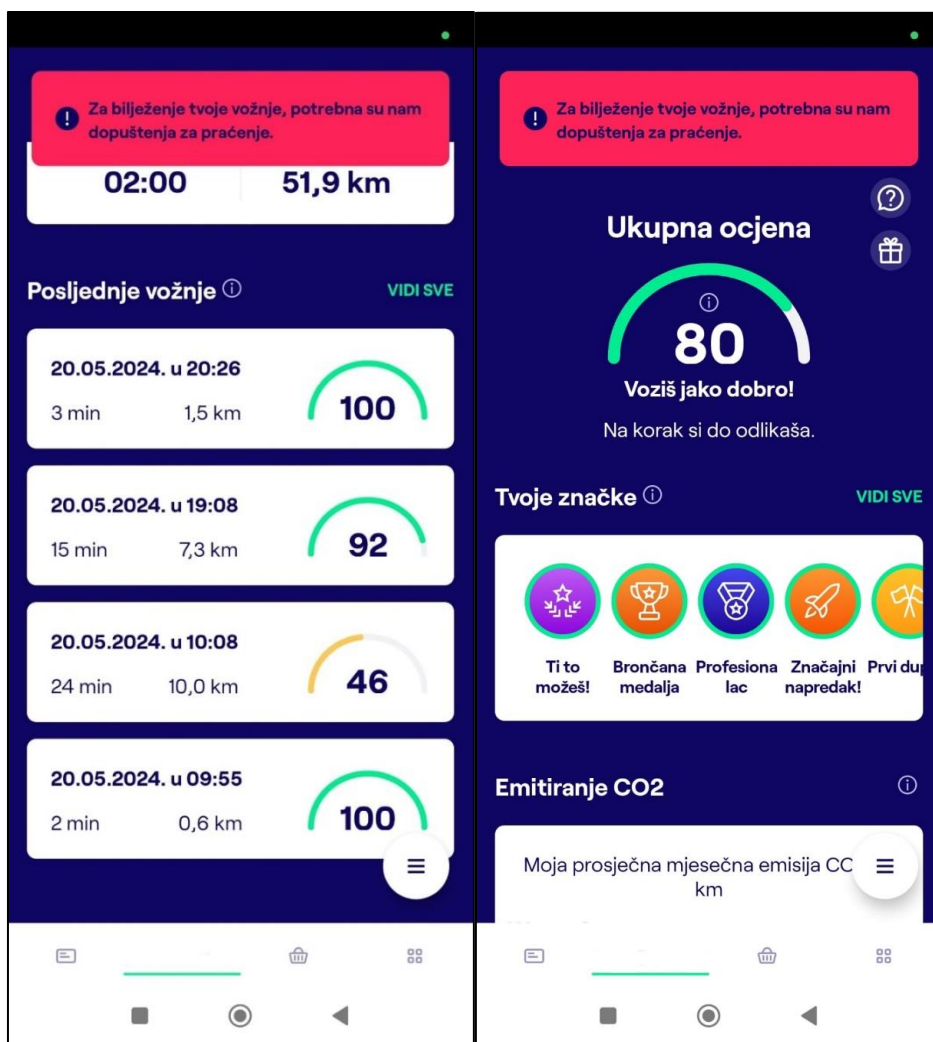 Za bilježenje tvoje vožnje, potrebna su nam
dopuštenja za praćenje.
02:00 51,9 km
Posljednje vožnje VIDI SVE
20.05.2024. u 20:26
3 min 1,5 km
100
20.05.2024. u 19:08
15 min 7,3 km
92
20.05.2024. u 10:08
24 min 10,0 km
46
20.05.2024. u 09:55
2 min 0,6 km
100
Za bilježenje tvoje vožnje, potrebna su nam
dopuštenja za praćenje.
Ukupna ocjena
80
Voziš jako dobro!
Na korak si do odlikaša.
Tvoje značke VIDI SVE
Ti to
možeš!
Brončana
medalja
Profesiona
lac
Značajni
napredak!
Prvi dup
Emitiranje CO2
Moja prosječna mjesečna emisija CO
km